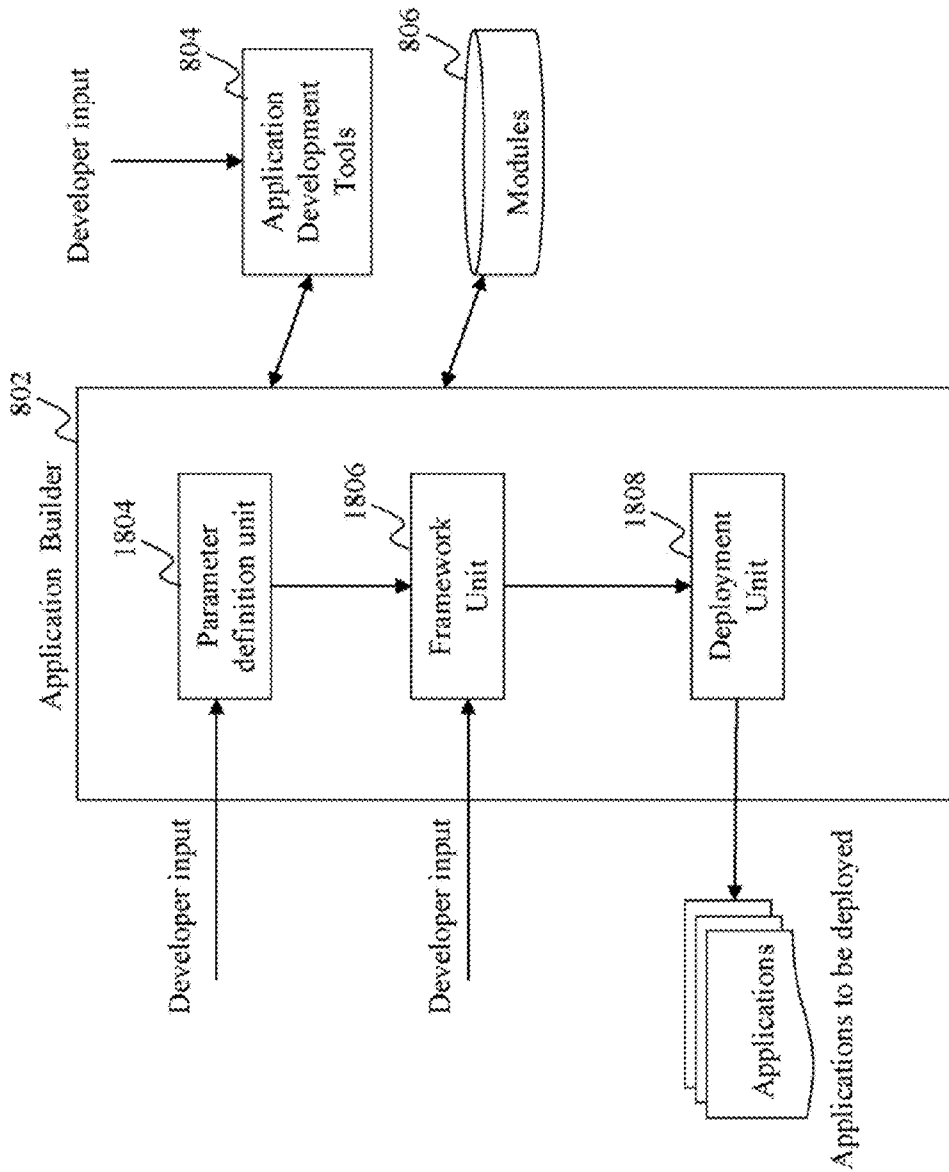 Application Builder
802
Developer input
1804
Parameter
definition unit
Developer input
1806
Framework
Unit
1808
Deployment
Unit
Applications
Applications to be deployed
Developer input
804
Application
Development
Tools
806
Modules